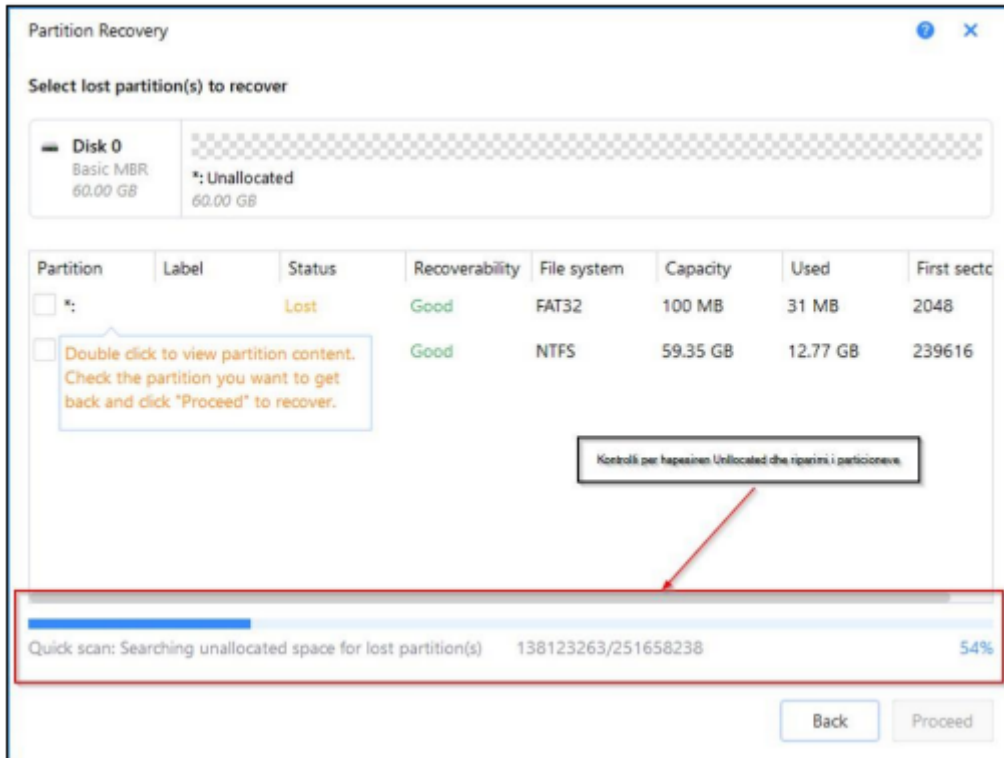 Partition Recovery
Select lost partition(s) to recover
Disk 0
Basic MBR
60.00 GB
*: Unallocated
60.00 GB
Partition Label Status Recoverability File system Capacity Used First secto
*: Lost Good FAT32 100 MB 31 MB 2048
Good NTFS 59.35 GB 12.77 GB 239616
Double click to view partition content.
Check the partition you want to get
back and click "Proceed" to recover.
Kontrolli per hapesiren Unllocated dhe riparimi i particioneve
Quick scan: Searching unallocated space for lost partition(s) 138123263/251658238 54%
Back Proceed